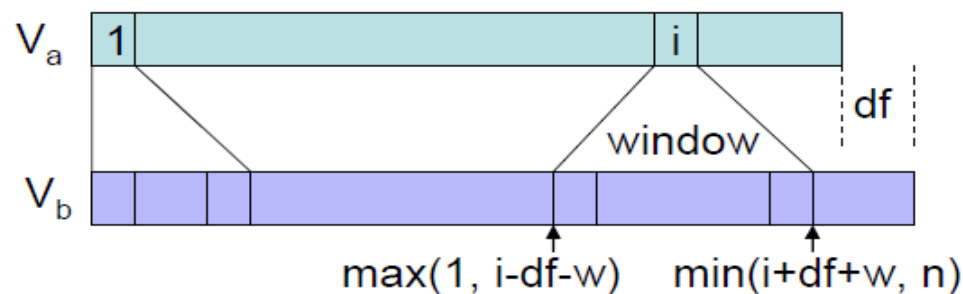 Va 1 i
df
window
Vb
max(1, i-df-w) min(i+df+w, n)